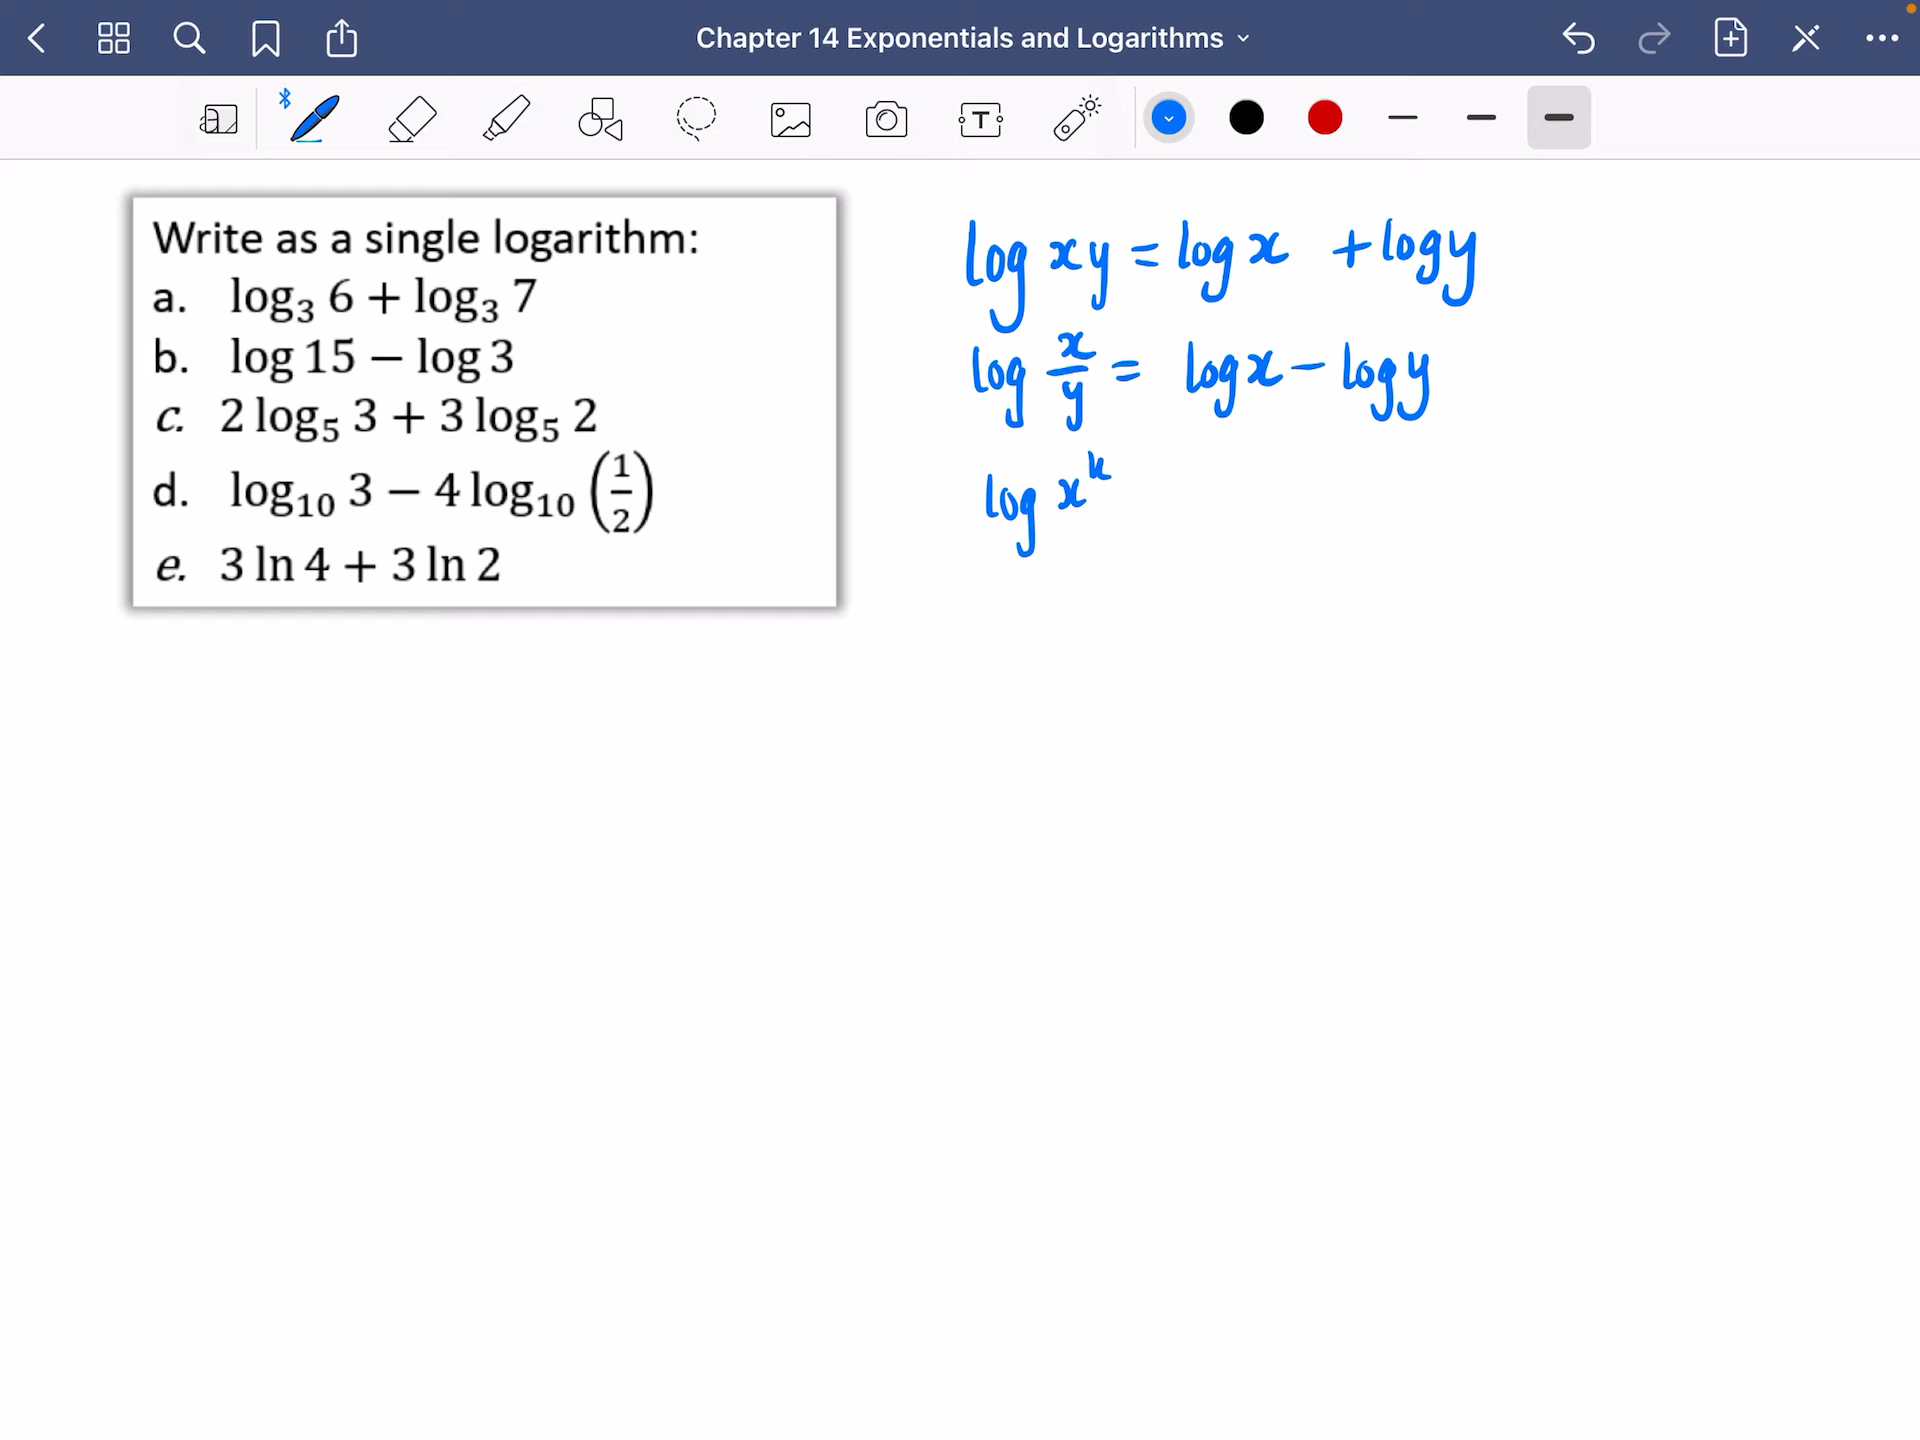 Chapter 14 Exponentials and Logarithms
Write as a single logarithm:
a. log₃ 6 + log₃ 7
b. log 15 − log 3
c. 2 log₅ 3 + 3 log₅ 2
d. log₁₀ 3 − 4 log₁₀ (1/2)
e. 3 ln 4 + 3 ln 2
log xy = log x + log y
log x/y = log x − log y
log xᵏ